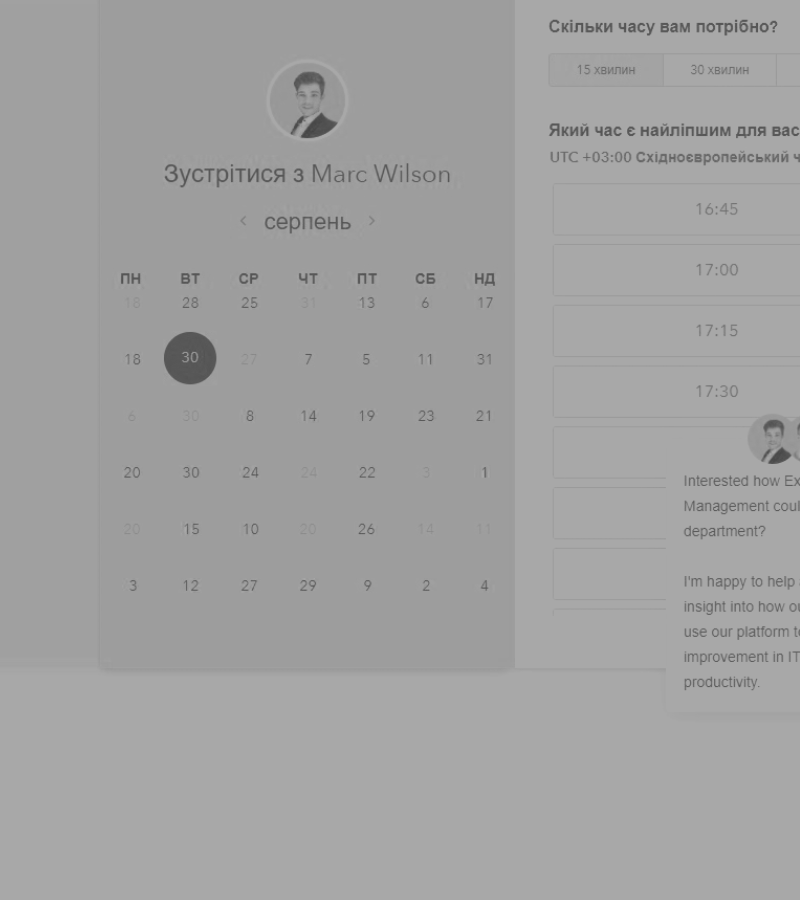 Зустрітися з Marc Wilson
серпень
ПН ВТ СР ЧТ ПТ СБ НД
18 28 25 31 13 6 17
18 30 27 7 5 11 31
6 30 8 14 19 23 21
20 30 24 24 22 3 1
20 15 10 20 26 14 11
3 12 27 29 9 2 4
Скільки часу вам потрібно?
15 хвилин 30 хвилин
Який час є найліпшим для вас
UTC +03:00 Східноєвропейський ч
16:45
17:00
17:15
17:30
Interested how Ex
Management coul
department?
I'm happy to help
insight into how ou
use our platform to
improvement in IT
productivity.